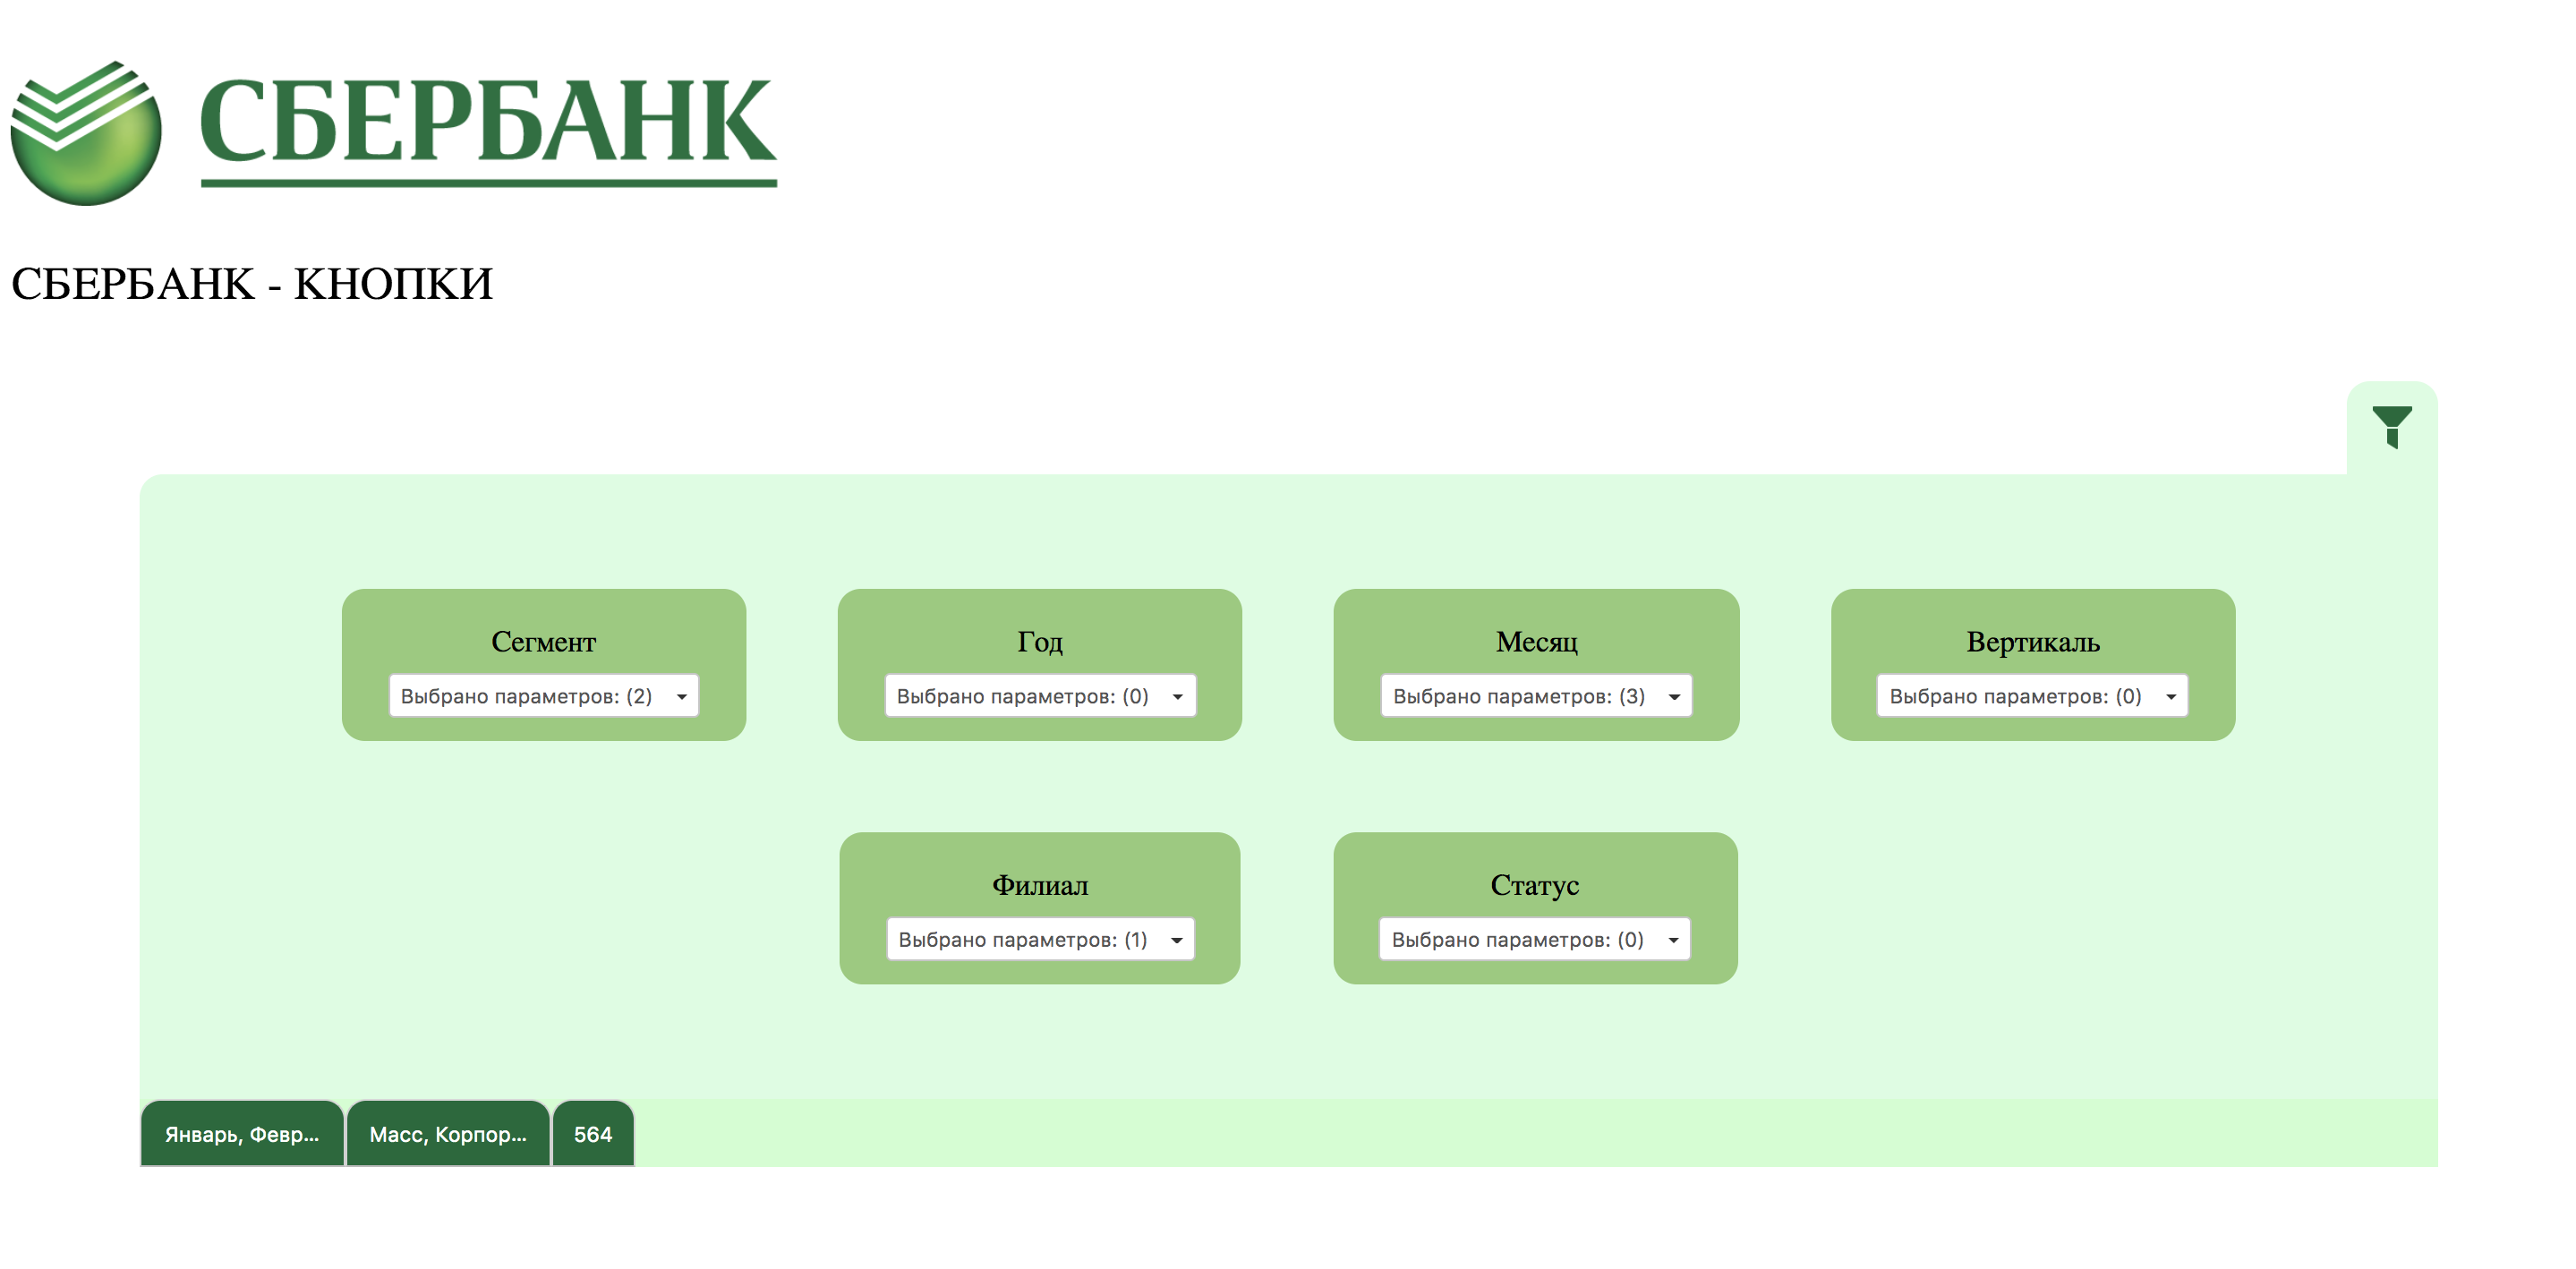 СБЕРБАНК
СБЕРБАНК - КНОПКИ
Сегмент
Выбрано параметров: (2)
Год
Выбрано параметров: (0)
Месяц
Выбрано параметров: (3)
Вертикаль
Выбрано параметров: (0)
Филиал
Выбрано параметров: (1)
Статус
Выбрано параметров: (0)
Январь, Февр...
Масс, Корпор...
564